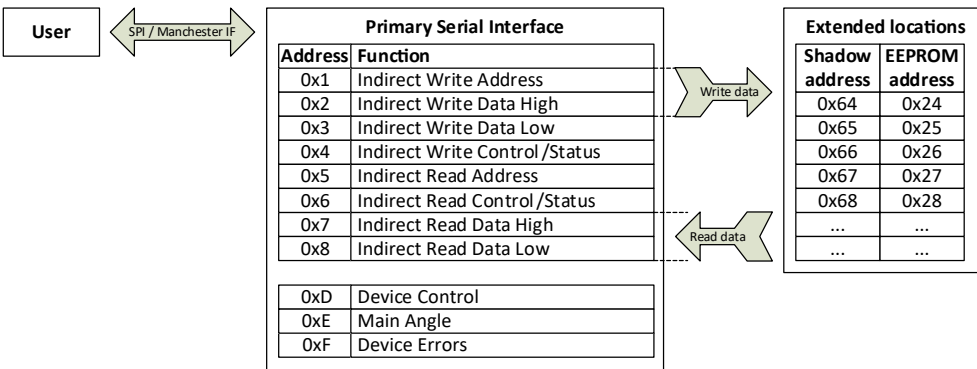 User
SPI / Manchester IF
Primary Serial Interface
Address Function
0x1 Indirect Write Address
0x2 Indirect Write Data High
0x3 Indirect Write Data Low
0x4 Indirect Write Control/Status
0x5 Indirect Read Address
0x6 Indirect Read Control/Status
0x7 Indirect Read Data High
0x8 Indirect Read Data Low
0xD Device Control
0xE Main Angle
0xF Device Errors
Write data
Read data
Extended locations
Shadow EEPROM
address address
0x64 0x24
0x65 0x25
0x66 0x26
0x67 0x27
0x68 0x28
... ...
... ...